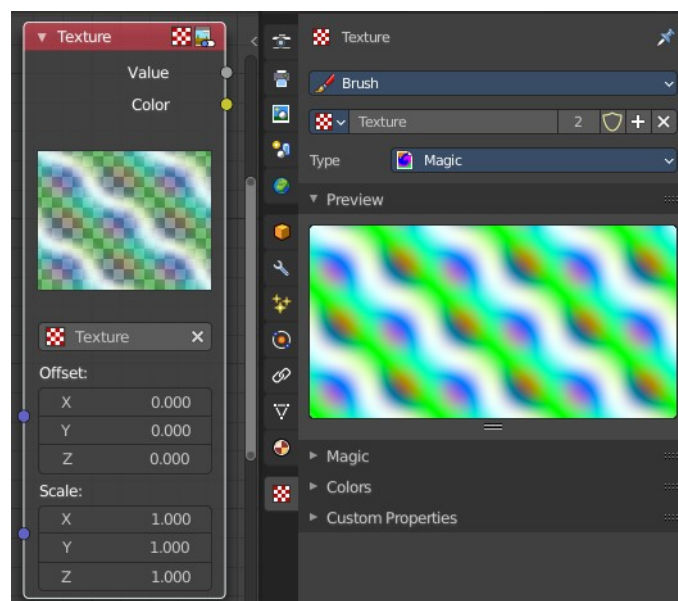 Texture
Value
Color
Texture
Offset:
X 0.000
Y 0.000
Z 0.000
Scale:
X 1.000
Y 1.000
Z 1.000
Texture
Brush
Texture 2
Type Magic
Preview
Magic
Colors
Custom Properties